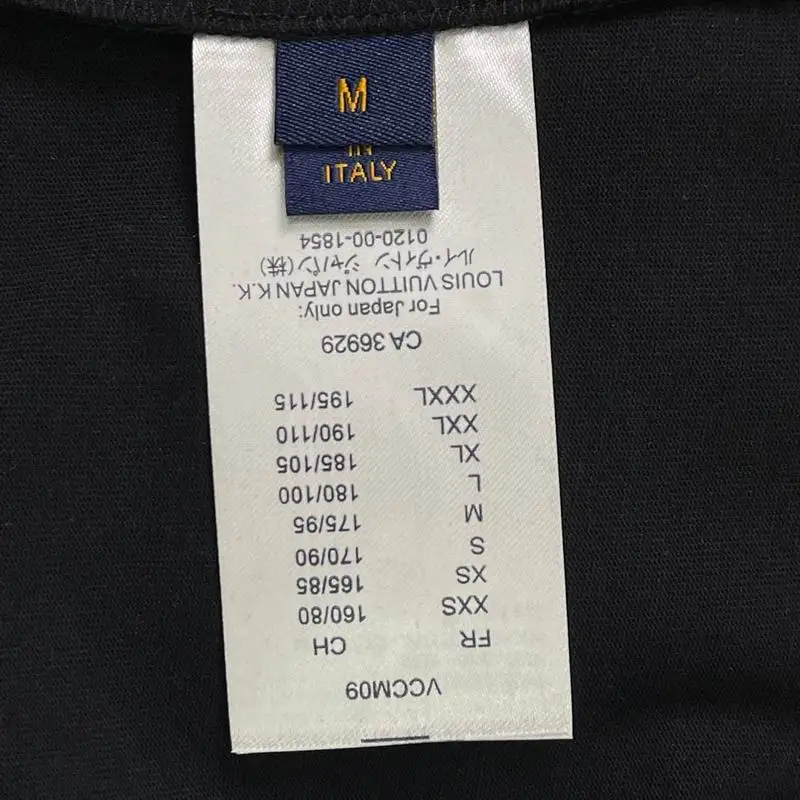 M
IN
ITALY
VCCM09
FR CH
XXS 160/80
XS 165/85
S 170/90
M 175/95
L 180/100
XL 185/105
XXL 190/110
XXXL 195/115
CA 36929
For Japan only:
LOUIS VUITTON JAPAN K.K.
ルイ・ヴィトン ジャパン(株)
0120-00-1854